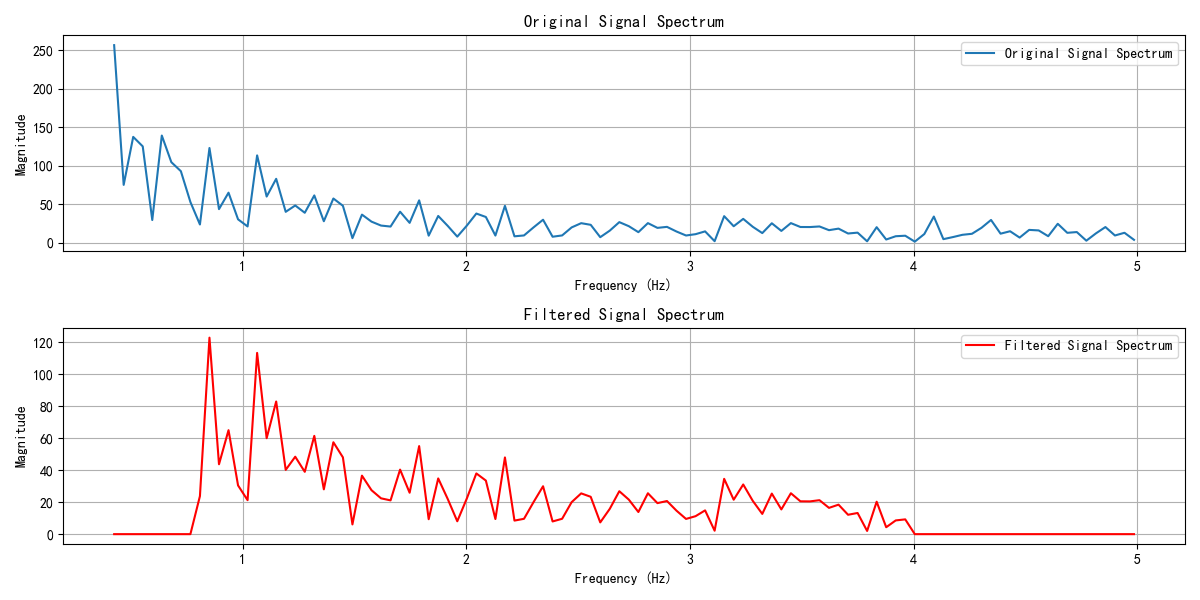 Original Signal Spectrum
Original Signal Spectrum
Magnitude
250
200
150
100
50
0
1
2
3
4
5
Frequency (Hz)
Filtered Signal Spectrum
Filtered Signal Spectrum
Magnitude
120
100
80
60
40
20
0
1
2
3
4
5
Frequency (Hz)